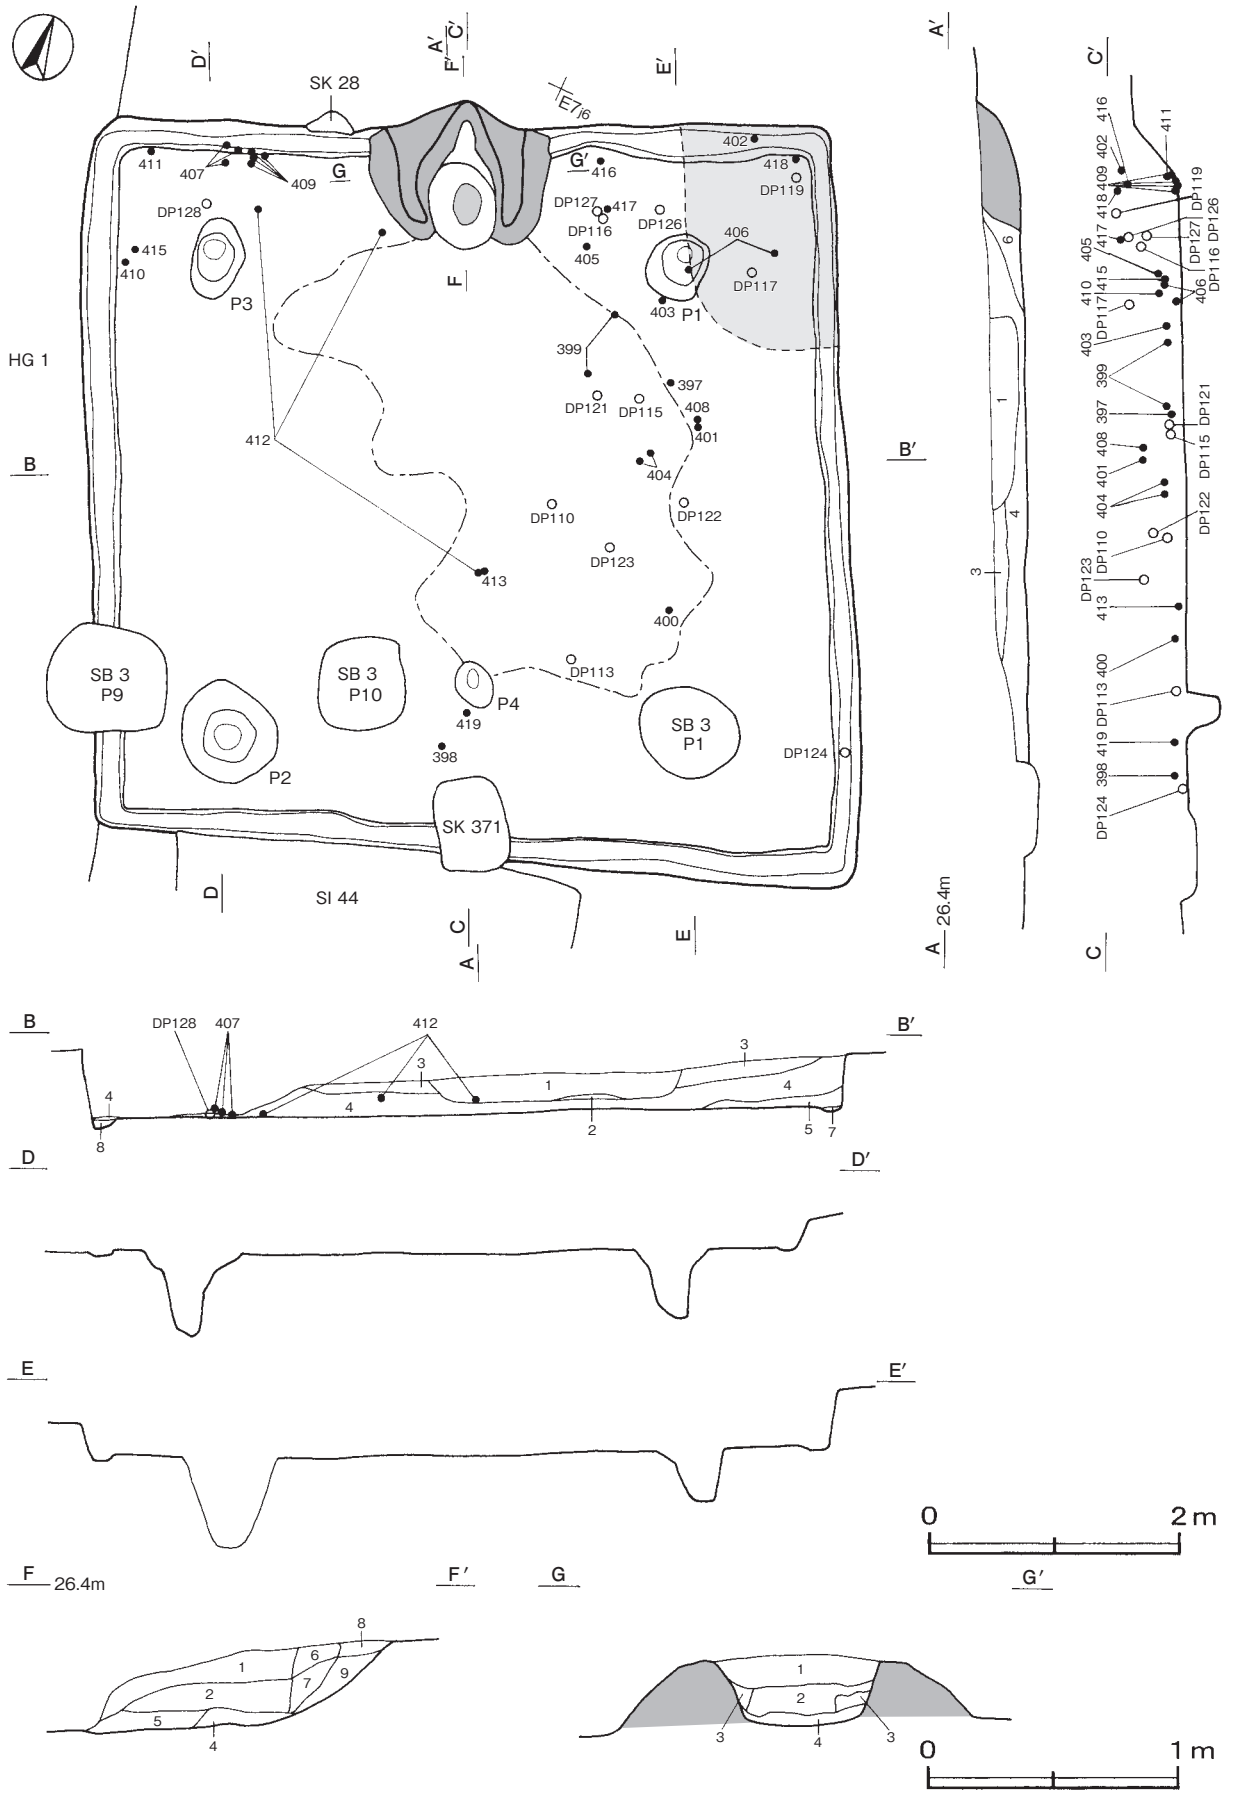 D′
A′
C′
F′
E′
A′
C′
SK 28
E7j6
411
407
409
G
G′
416
402
418
DP119
DP128
DP127
417
DP116
DP126
405
406
DP117
415
410
P3
F
403
P1
HG 1
399
397
DP121
DP115
408
401
412
404
B
B′
DP110
DP122
DP123
413
400
DP113
SB 3
P9
SB 3
P10
P4
419
398
SB 3
P1
DP124
P2
SK 371
D
SI 44
C
A
E
A 26.4m
C
6
1
4
3
416
402
409
418
417
405
410
415
DP117
403
399
397
408
401
404
DP110
DP123
413
400
DP113
419
398
DP124
411
DP119
DP127
DP126
DP116
406
DP121
DP115
DP122
B
B′
DP128
407
412
4
3
1
3
4
4
8
2
5
7
D
D′
E
E′
0
2 m
F 26.4m
F′
G
G′
8
1
6
2
7
9
5
4
1
2
3
4
3
0
1 m